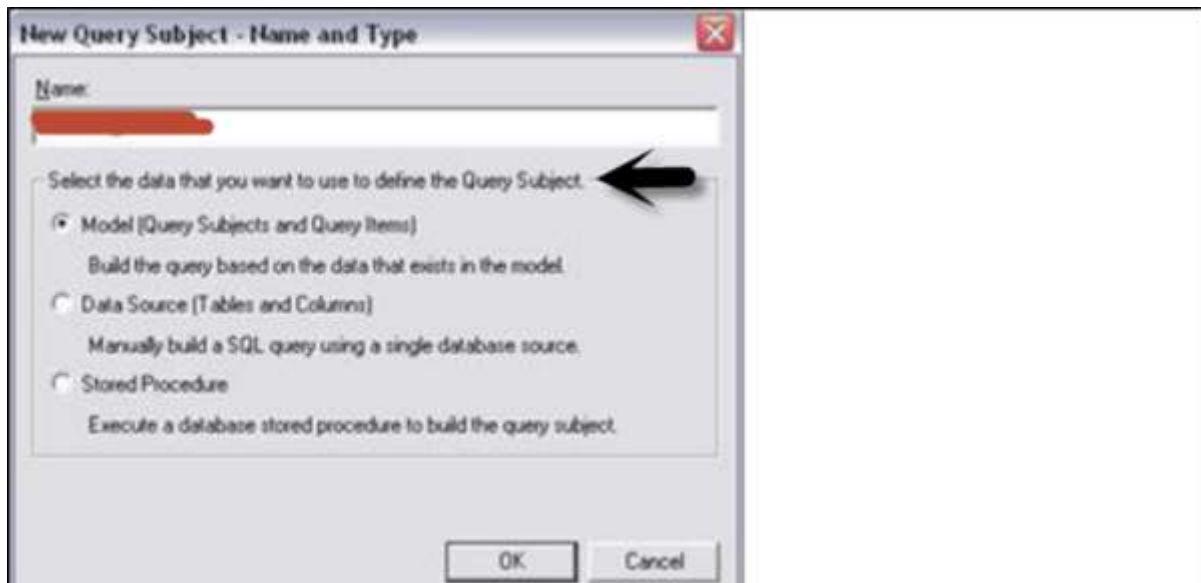 New Query Subject - Name and Type
Name:
Select the data that you want to use to define the Query Subject.
Model (Query Subjects and Query Items)
Build the query based on the data that exists in the model.
Data Source (Tables and Columns)
Manually build a SQL query using a single database source.
Stored Procedure
Execute a database stored procedure to build the query subject.
OK Cancel